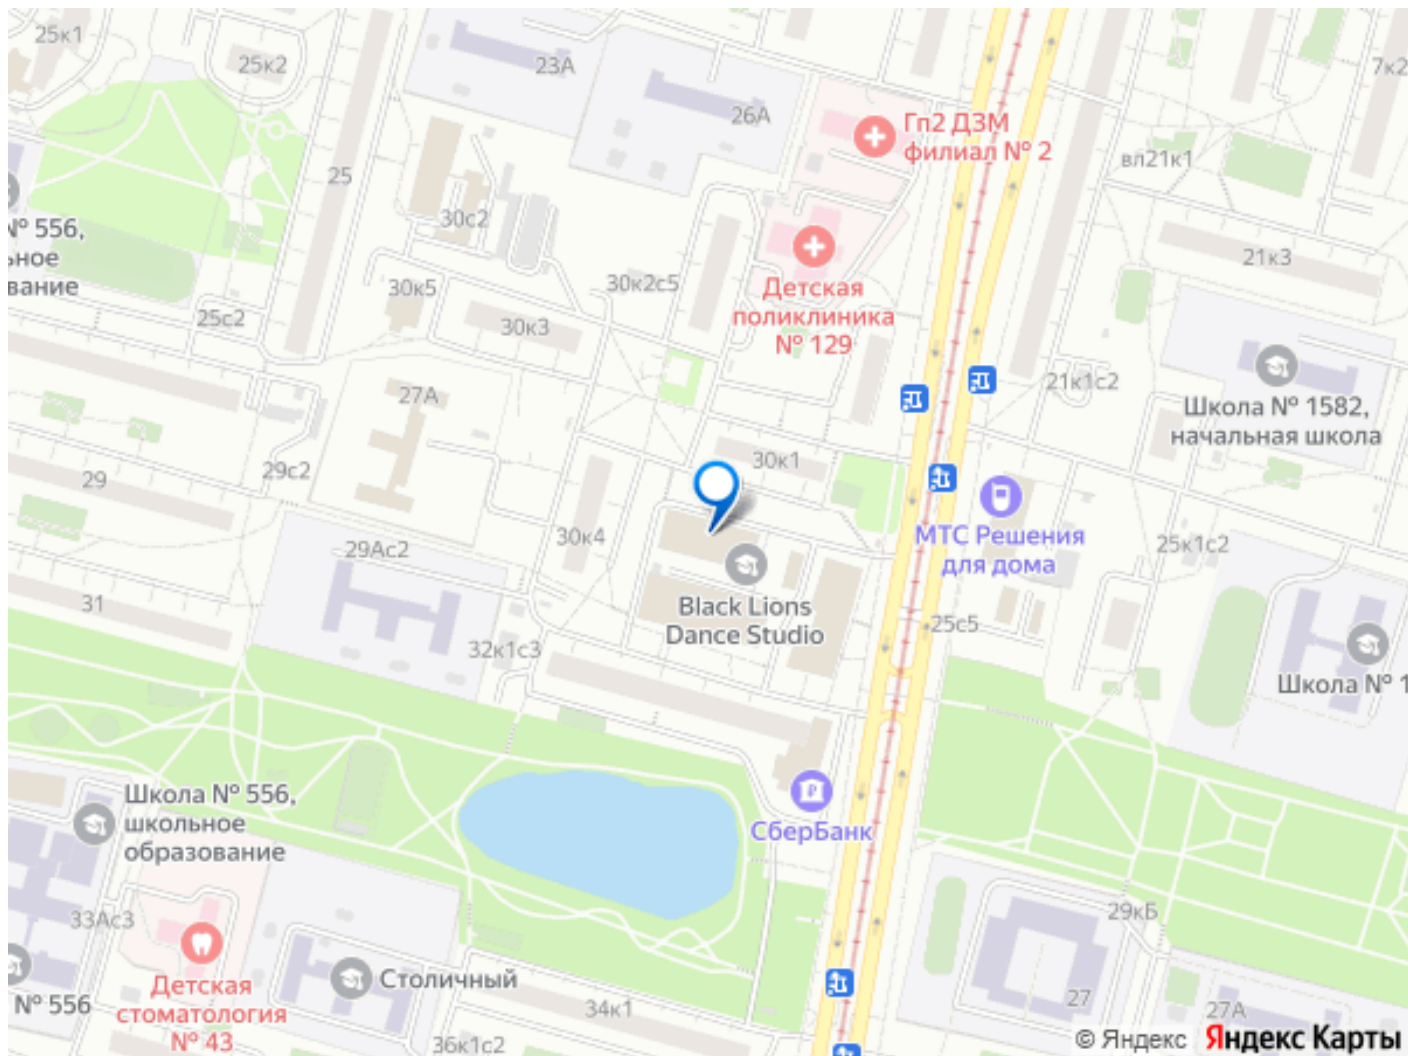 25к1
25к2
23А
26А
7к2
Гп2 ДЗМ
филиал № 2
вл21к1
25
30с2
№ 556,
ьное
вание
21к3
30к5
30к2с5
Детская
поликлиника
№ 129
25с2
30к3
27А
21к1с2
Школа № 1582,
начальная школа
29
29с2
30к1
30к4
МТС Решения
для дома
25к1с2
29Ас2
31
Black Lions
Dance Studio
25с5
32к1с3
Школа № 1
СберБанк
Школа № 556,
школьное
образование
33Ас3
29кБ
Столичный
Детская
стоматология
№ 43
№ 556
34к1
27
27А
36к1с2
© Яндекс Яндекс Карты